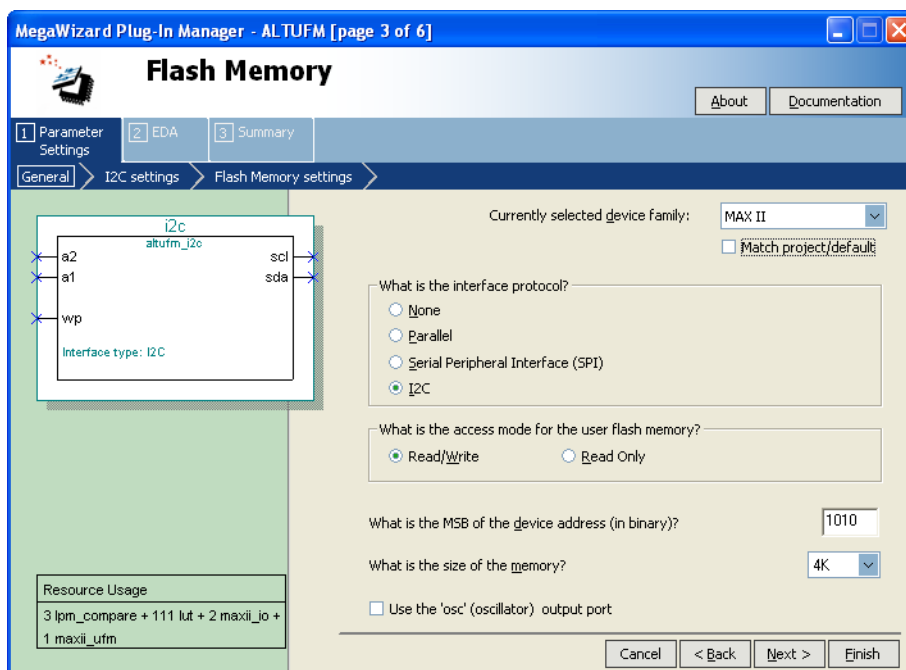 MegaWizard Plug-In Manager - ALTUFM [page 3 of 6]
Flash Memory
About
Documentation
1 Parameter Settings
2 EDA
3 Summary
General
I2C settings
Flash Memory settings
i2c
altufm_i2c
a2
scl
a1
sda
wp
Interface type: I2C
Currently selected device family:
MAX II
Match project/default
What is the interface protocol?
None
Parallel
Serial Peripheral Interface (SPI)
I2C
What is the access mode for the user flash memory?
Read/Write
Read Only
What is the MSB of the device address (in binary)?
1010
What is the size of the memory?
4K
Use the 'osc' (oscillator) output port
Resource Usage
3 lpm_compare + 111 lut + 2 maxii_io +
1 maxii_ufm
Cancel
< Back
Next >
Finish